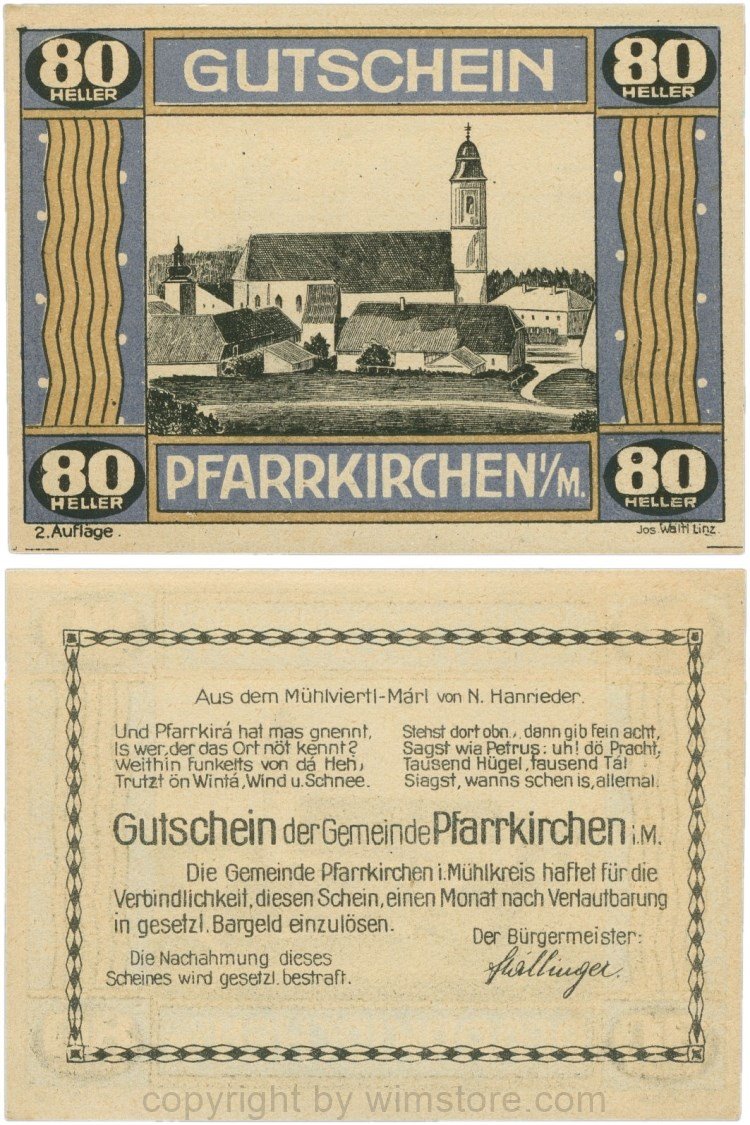 80 HELLER
GUTSCHEIN
80 HELLER
80 HELLER
PFARRKIRCHEN I/M.
80 HELLER
2. Auflage.
Jos. Waltl Linz
Aus dem Mühlviertl-Märl von N. Hanrieder.
Und Pfarrkirá hat mas gnennt,
Is wer, der das Ort nöt kennt?
Weithin funkelts von dá Heh,
Trutzt ön Wintá, Wind u. Schnee.
Stehst dort obn., dann gib fein acht,
Sagst wia Petrus: uh! dö Pracht,
Tausend Hügel, tausend Tál
Siagst, wanns schen is, allemal.
Gutschein der Gemeinde Pfarrkirchen i.M.
Die Gemeinde Pfarrkirchen i. Mühlkreis haftet für die
Verbindlichkeit, diesen Schein, einen Monat nach Verlautbarung
in gesetzl. Bargeld einzulösen.
Der Bürgermeister:
Die Nachahmung dieses
Scheines wird gesetzl. bestraft.
copyright by wimstore.com